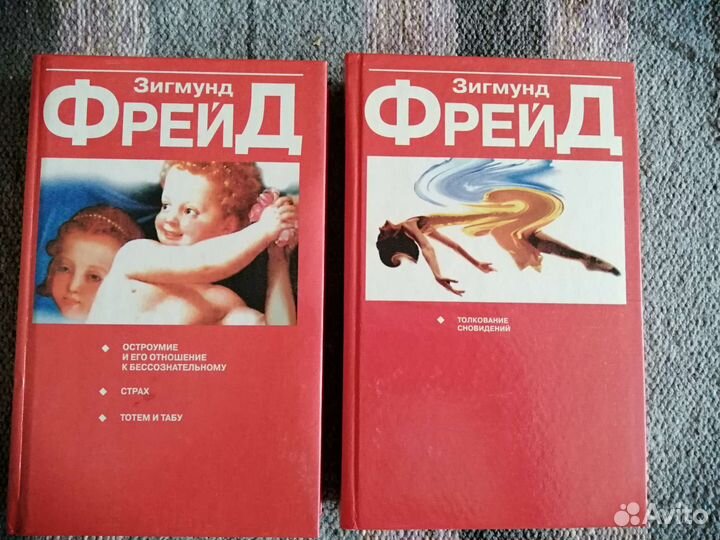 Зигмунд
ФРЕЙД
ОСТРОУМИЕ
И ЕГО ОТНОШЕНИЕ
К БЕССОЗНАТЕЛЬНОМУ
СТРАХ
ТОТЕМ И ТАБУ
Зигмунд
ФРЕЙД
ТОЛКОВАНИЕ
СНОВИДЕНИЙ
Avito